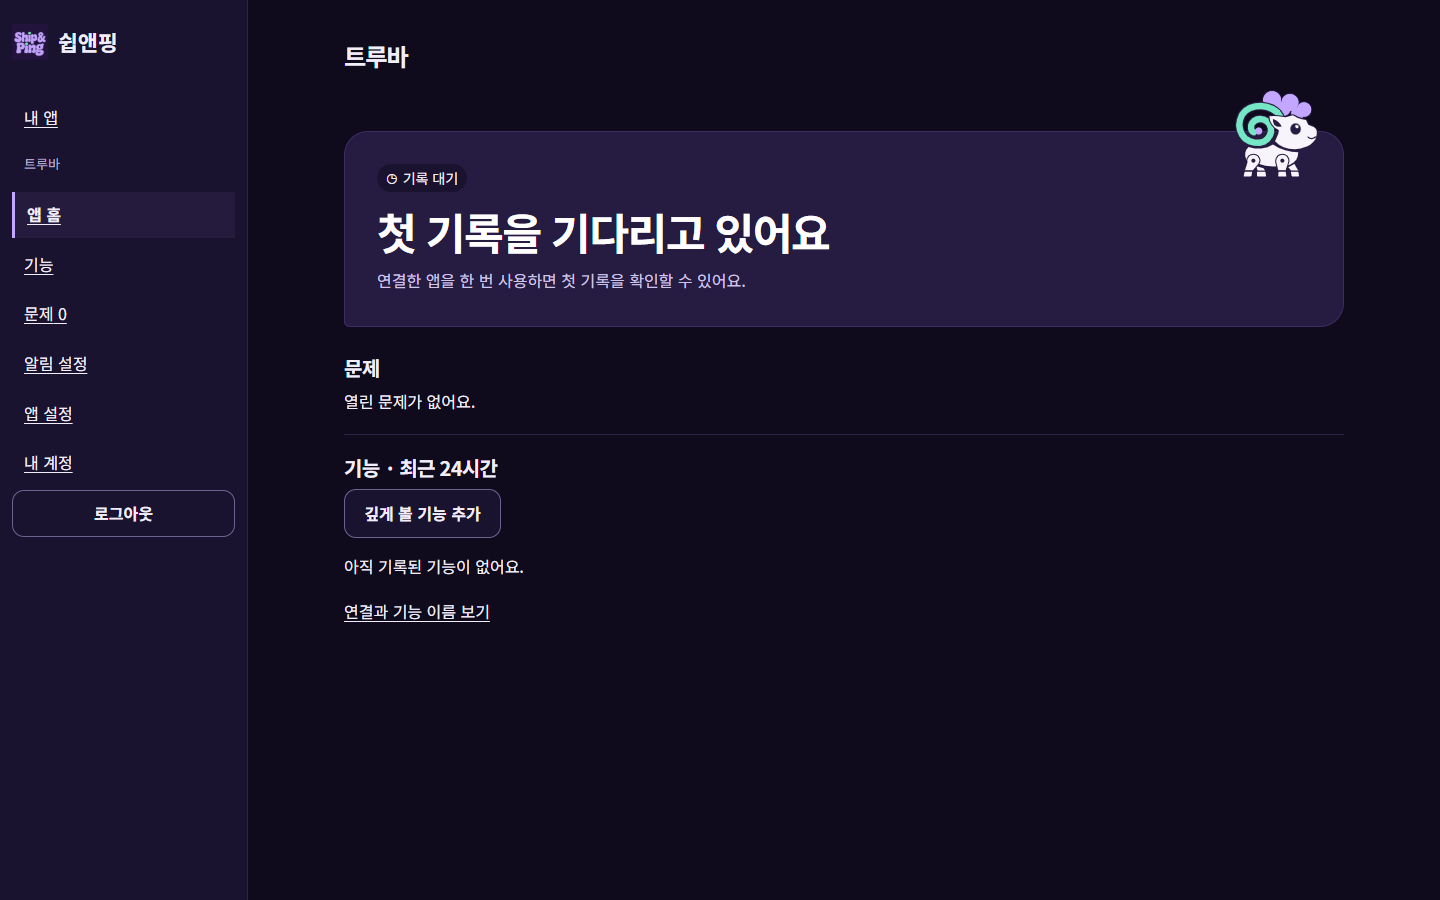 Ship&
Ping
쉽앤핑
내 앱
트루바
앱 홈
기능
문제 0
알림 설정
앱 설정
내 계정
로그아웃
트루바
기록 대기
첫 기록을 기다리고 있어요
연결한 앱을 한 번 사용하면 첫 기록을 확인할 수 있어요.
문제
열린 문제가 없어요.
기능 · 최근 24시간
깊게 볼 기능 추가
아직 기록된 기능이 없어요.
연결과 기능 이름 보기